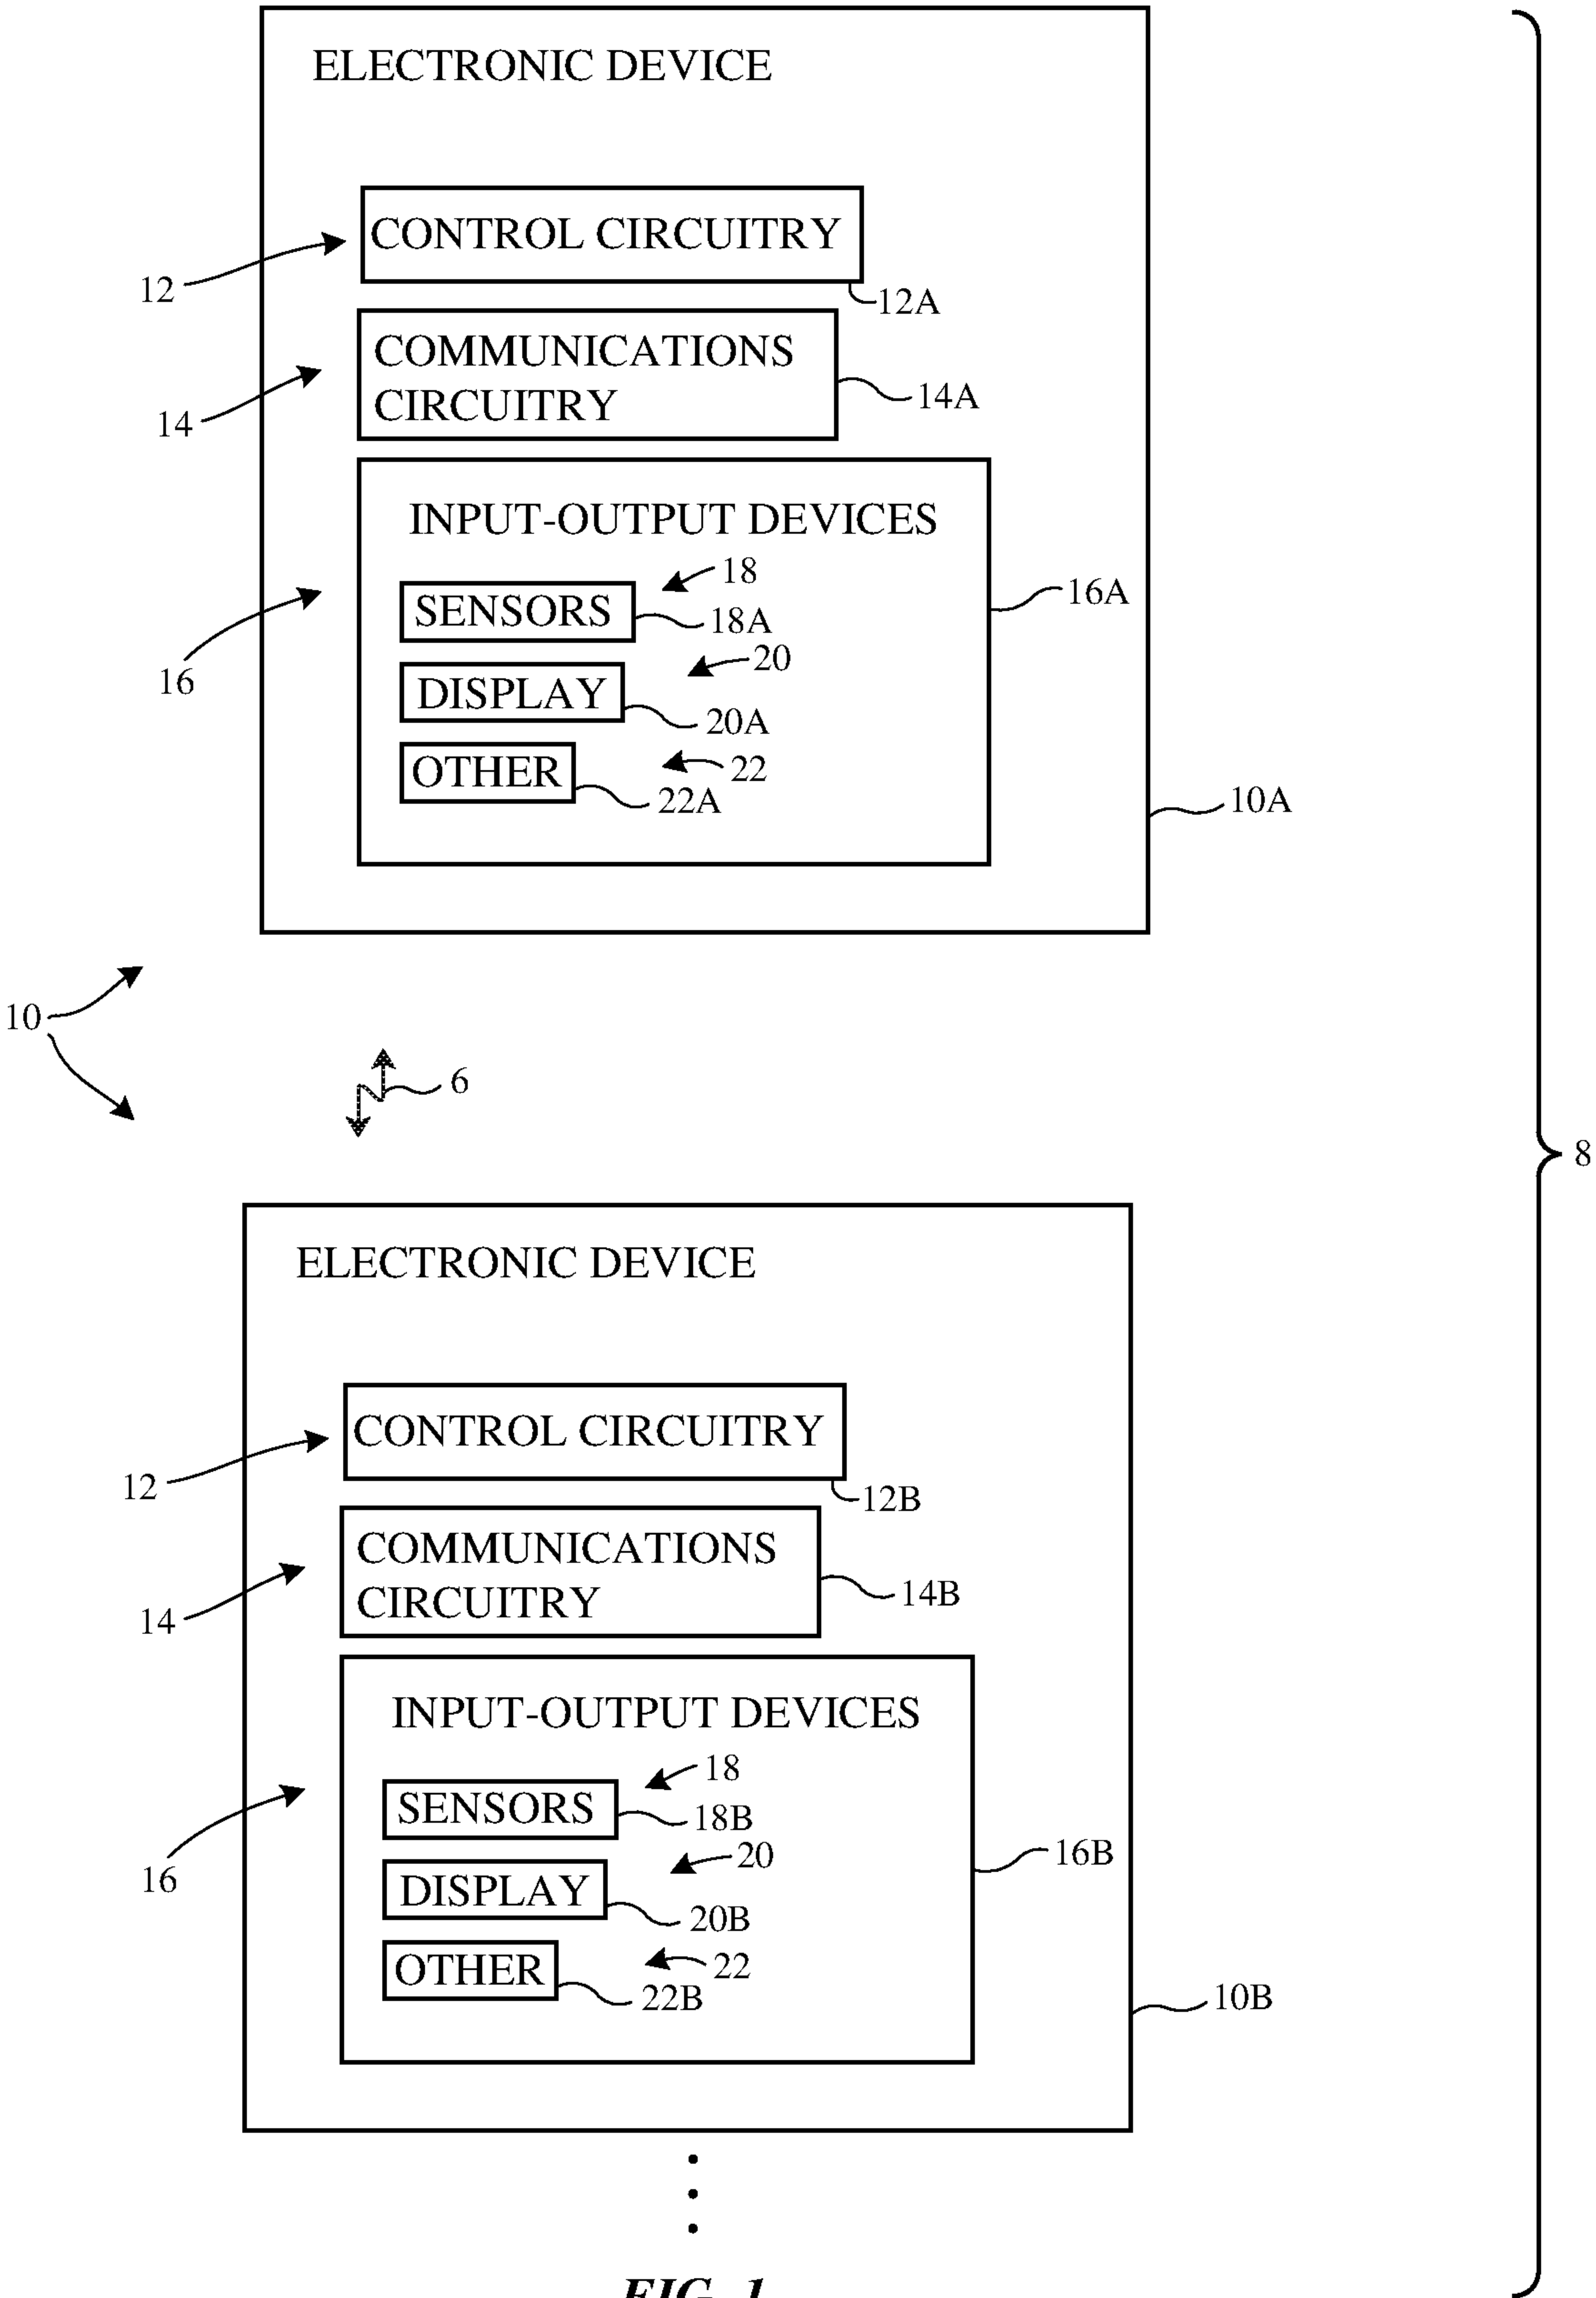 ELECTRONIC DEVICE
CONTROL CIRCUITRY
12
12A
COMMUNICATIONS
CIRCUITRY
14
14A
INPUT-OUTPUT DEVICES
18
SENSORS
18A
16A
16
20
DISPLAY
20A
22
OTHER
22A
10A
10
6
8
ELECTRONIC DEVICE
CONTROL CIRCUITRY
12
12B
COMMUNICATIONS
CIRCUITRY
14
14B
INPUT-OUTPUT DEVICES
18
SENSORS
18B
16B
16
20
DISPLAY
20B
22
OTHER
22B
10B
FIG. 1